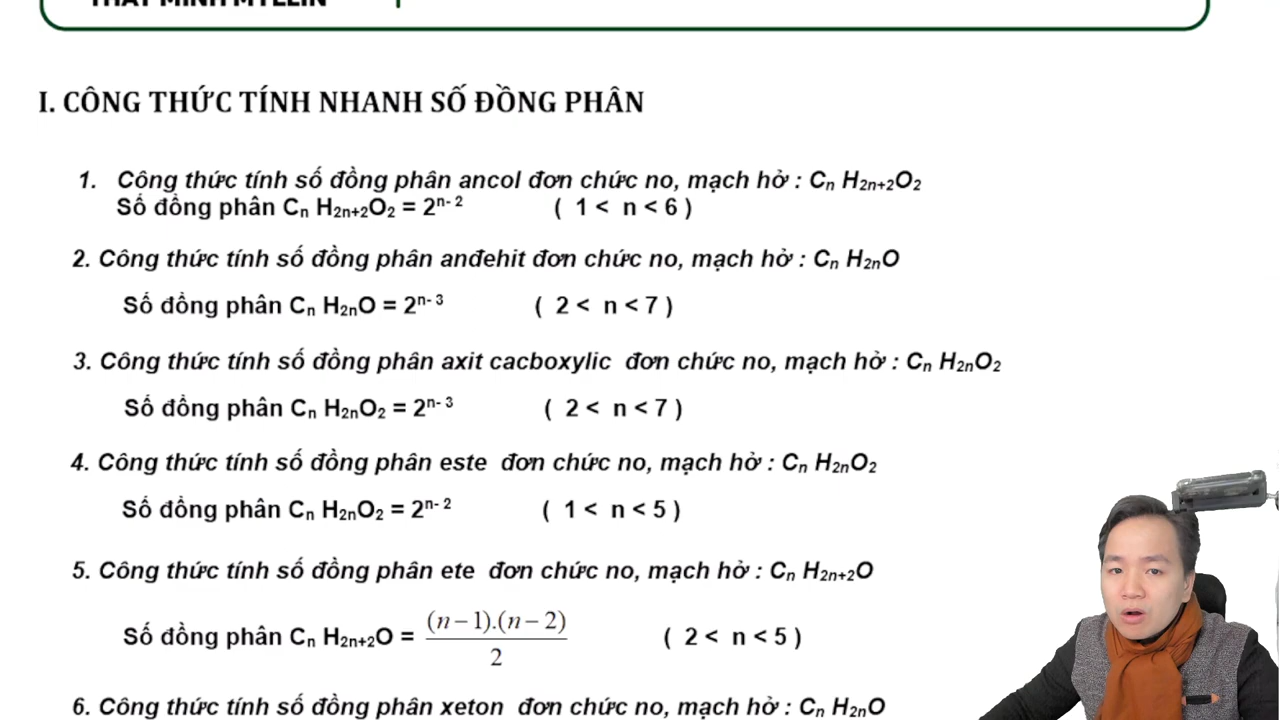 THẦY MINH MYELIN
I. CÔNG THỨC TÍNH NHANH SỐ ĐỒNG PHÂN
1. Công thức tính số đồng phân ancol đơn chức no, mạch hở : Cₙ H₂ₙ₊₂O₂
Số đồng phân Cₙ H₂ₙ₊₂O₂ = 2ⁿ⁻ ² ( 1 < n < 6 )
2. Công thức tính số đồng phân anđehit đơn chức no, mạch hở : Cₙ H₂ₙO
Số đồng phân Cₙ H₂ₙO = 2ⁿ⁻ ³ ( 2 < n < 7 )
3. Công thức tính số đồng phân axit cacboxylic đơn chức no, mạch hở : Cₙ H₂ₙO₂
Số đồng phân Cₙ H₂ₙO₂ = 2ⁿ⁻ ³ ( 2 < n < 7 )
4. Công thức tính số đồng phân este đơn chức no, mạch hở : Cₙ H₂ₙO₂
Số đồng phân Cₙ H₂ₙO₂ = 2ⁿ⁻ ² ( 1 < n < 5 )
5. Công thức tính số đồng phân ete đơn chức no, mạch hở : Cₙ H₂ₙ₊₂O
Số đồng phân Cₙ H₂ₙ₊₂O = (n – 1).(n – 2) / 2 ( 2 < n < 5 )
6. Công thức tính số đồng phân xeton đơn chức no, mạch hở : Cₙ H₂ₙO